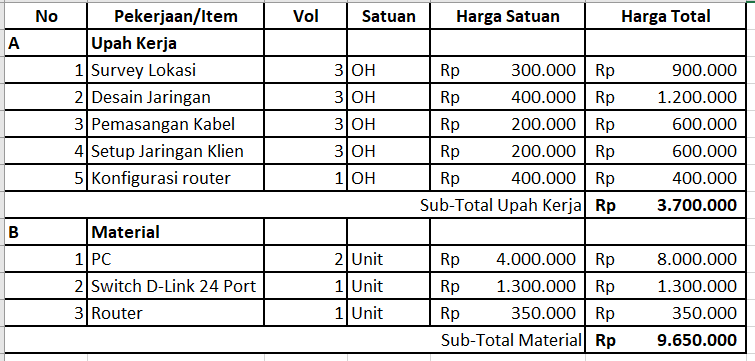 No Pekerjaan/Item Vol Satuan Harga Satuan Harga Total
A Upah Kerja
1 Survey Lokasi 3 OH Rp 300.000 Rp 900.000
2 Desain Jaringan 3 OH Rp 400.000 Rp 1.200.000
3 Pemasangan Kabel 3 OH Rp 200.000 Rp 600.000
4 Setup Jaringan Klien 3 OH Rp 200.000 Rp 600.000
5 Konfigurasi router 1 OH Rp 400.000 Rp 400.000
Sub-Total Upah Kerja Rp 3.700.000
B Material
1 PC 2 Unit Rp 4.000.000 Rp 8.000.000
2 Switch D-Link 24 Port 1 Unit Rp 1.300.000 Rp 1.300.000
3 Router 1 Unit Rp 350.000 Rp 350.000
Sub-Total Material Rp 9.650.000